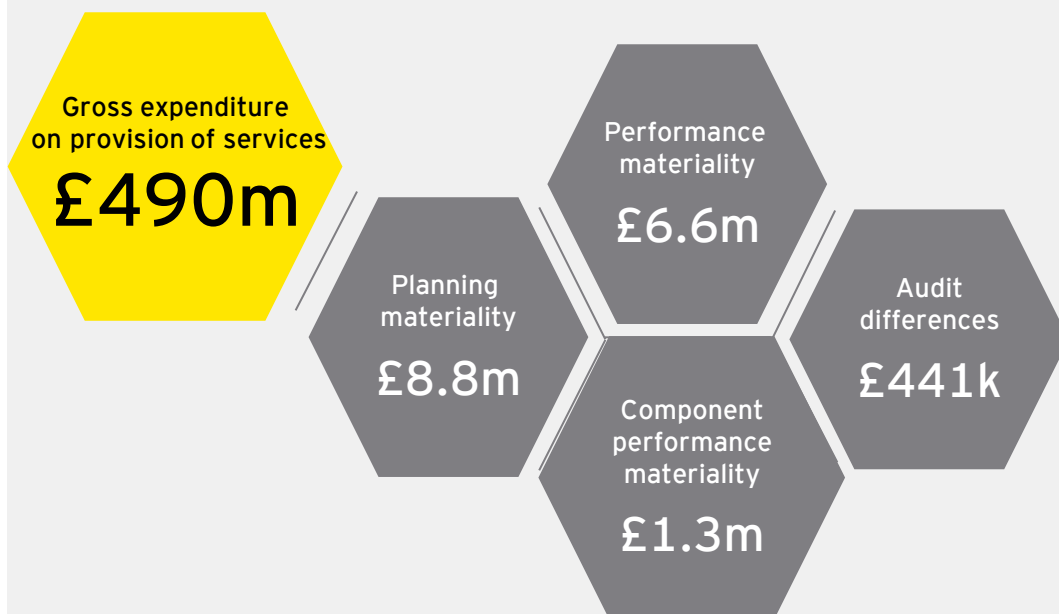 Gross expenditure
on provision of services
£490m
Planning
materiality
£8.8m
Performance
materiality
£6.6m
Component
performance
materiality
£1.3m
Audit
differences
£441k